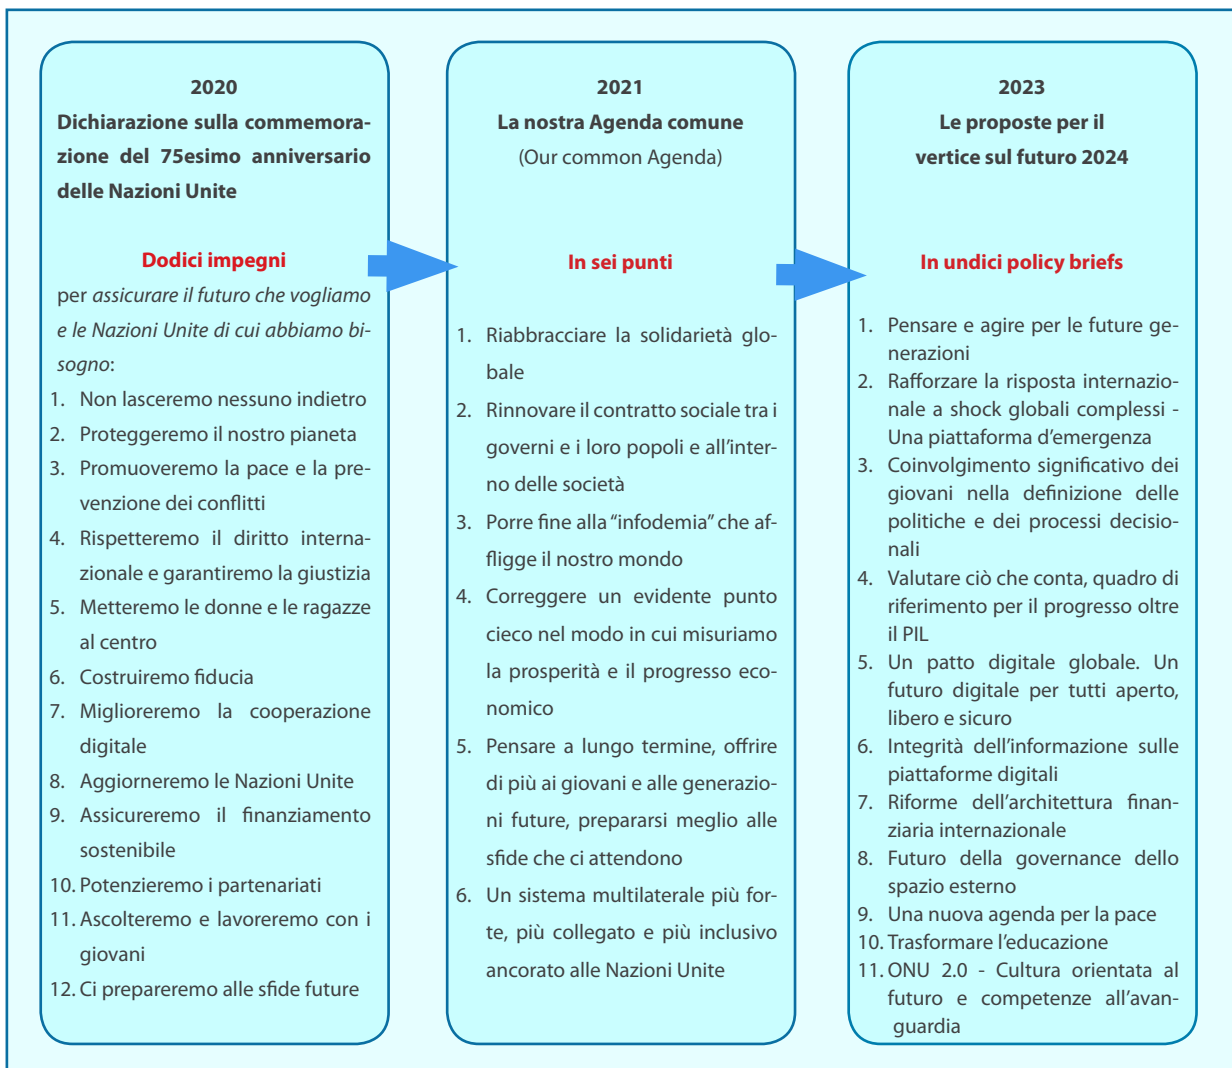 2020
Dichiarazione sulla commemora-
zione del 75esimo anniversario
delle Nazioni Unite
Dodici impegni
per assicurare il futuro che vogliamo
e le Nazioni Unite di cui abbiamo bi-
sogno:
1. Non lasceremo nessuno indietro
2. Proteggeremo il nostro pianeta
3. Promuoveremo la pace e la pre-
venzione dei conflitti
4. Rispetteremo il diritto interna-
zionale e garantiremo la giustizia
5. Metteremo le donne e le ragazze
al centro
6. Costruiremo fiducia
7. Miglioreremo la cooperazione
digitale
8. Aggiorneremo le Nazioni Unite
9. Assicureremo il finanziamento
sostenibile
10. Potenzieremo i partenariati
11. Ascolteremo e lavoreremo con i
giovani
12. Ci prepareremo alle sfide future
2021
La nostra Agenda comune
(Our common Agenda)
In sei punti
1. Riabbracciare la solidarietà glo-
bale
2. Rinnovare il contratto sociale tra i
governi e i loro popoli e all'inter-
no delle società
3. Porre fine alla “infodemia” che af-
fligge il nostro mondo
4. Correggere un evidente punto
cieco nel modo in cui misuriamo
la prosperità e il progresso eco-
nomico
5. Pensare a lungo termine, offrire
di più ai giovani e alle generazio-
ni future, prepararsi meglio alle
sfide che ci attendono
6. Un sistema multilaterale più for-
te, più collegato e più inclusivo
ancorato alle Nazioni Unite
2023
Le proposte per il
vertice sul futuro 2024
In undici policy briefs
1. Pensare e agire per le future ge-
nerazioni
2. Rafforzare la risposta internazio-
nale a shock globali complessi -
Una piattaforma d'emergenza
3. Coinvolgimento significativo dei
giovani nella definizione delle
politiche e dei processi decisio-
nali
4. Valutare ciò che conta, quadro di
riferimento per il progresso oltre
il PIL
5. Un patto digitale globale. Un
futuro digitale per tutti aperto,
libero e sicuro
6. Integrità dell'informazione sulle
piattaforme digitali
7. Riforme dell'architettura finan-
ziaria internazionale
8. Futuro della governance dello
spazio esterno
9. Una nuova agenda per la pace
10. Trasformare l'educazione
11. ONU 2.0 - Cultura orientata al
futuro e competenze all'avan-
guardia